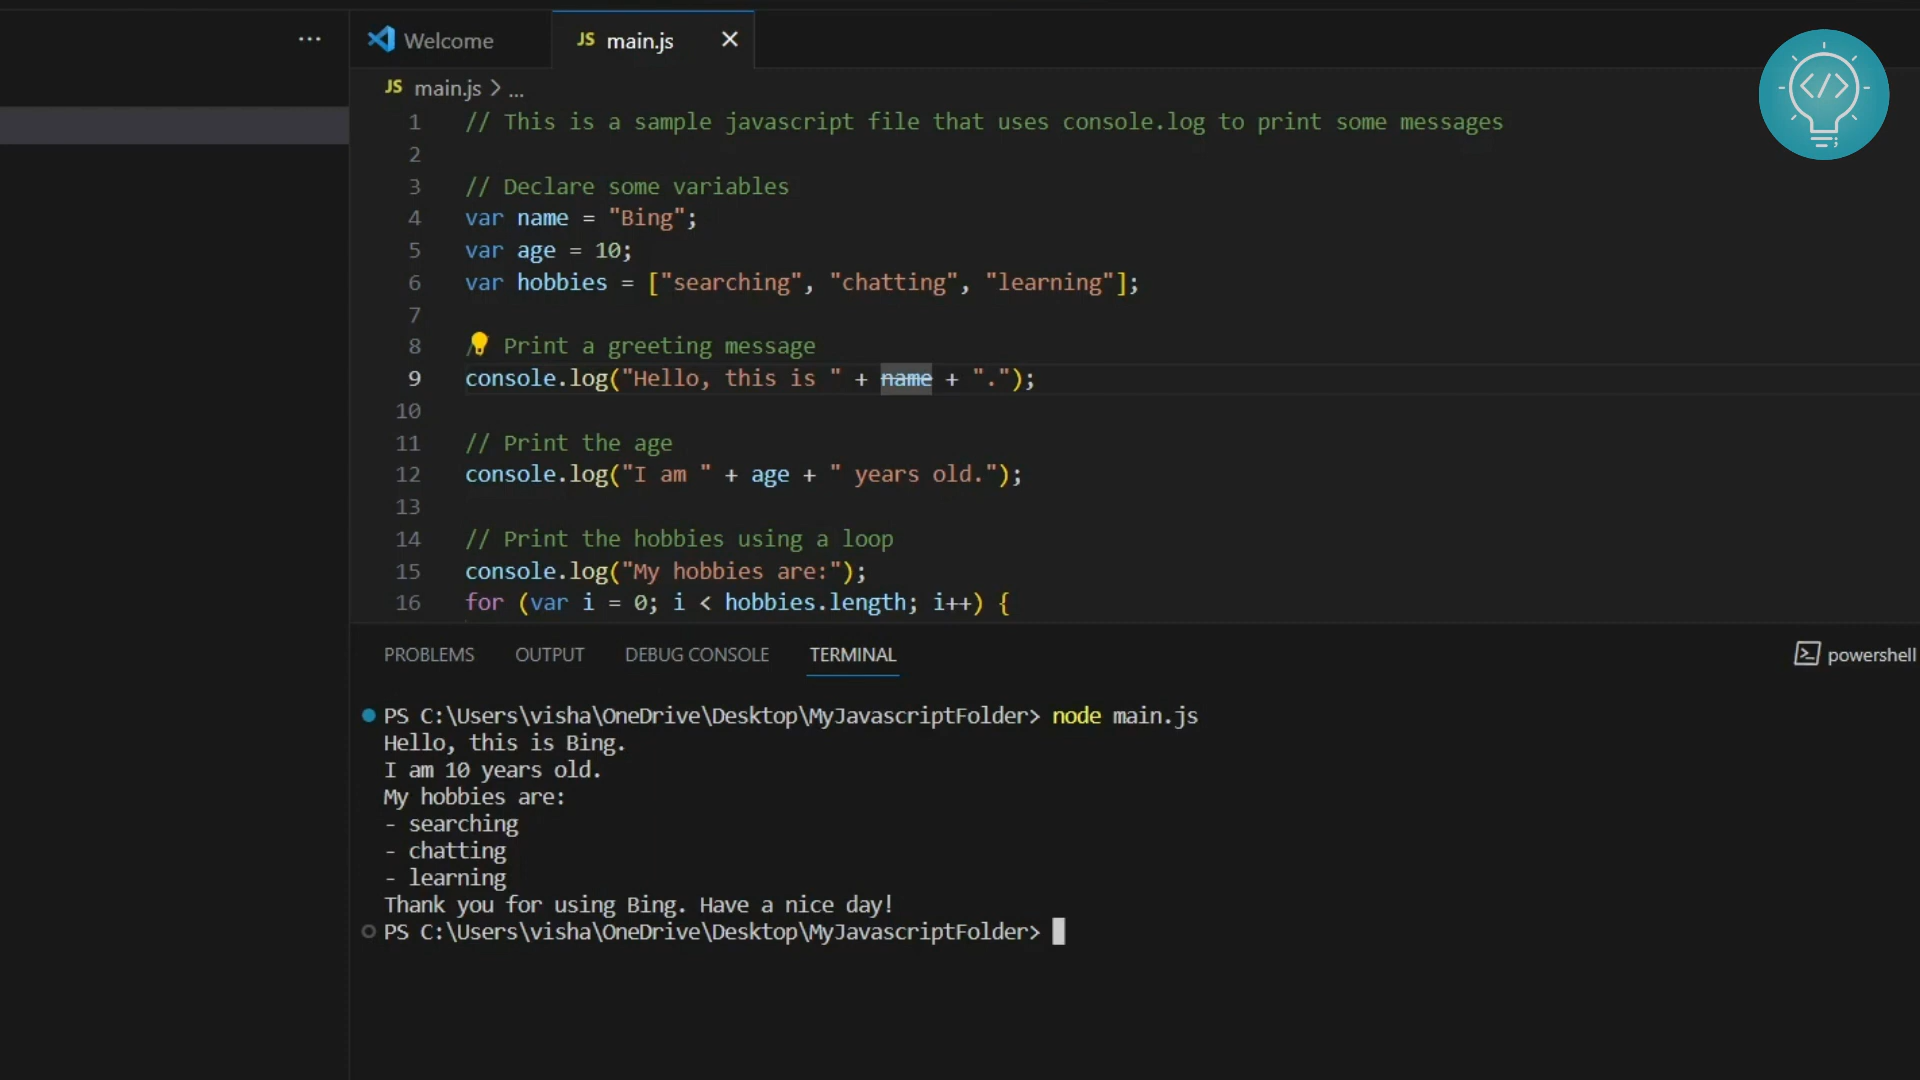 ···
Welcome
JS main.js ×
JS main.js > ...
1 // This is a sample javascript file that uses console.log to print some messages
2
3 // Declare some variables
4 var name = "Bing";
5 var age = 10;
6 var hobbies = ["searching", "chatting", "learning"];
7
8 Print a greeting message
9 console.log("Hello, this is " + name + ".");
10
11 // Print the age
12 console.log("I am " + age + " years old.");
13
14 // Print the hobbies using a loop
15 console.log("My hobbies are:");
16 for (var i = 0; i < hobbies.length; i++) {
PROBLEMS OUTPUT DEBUG CONSOLE TERMINAL
powershell
PS C:\Users\visha\OneDrive\Desktop\MyJavascriptFolder> node main.js
Hello, this is Bing.
I am 10 years old.
My hobbies are:
- searching
- chatting
- learning
Thank you for using Bing. Have a nice day!
PS C:\Users\visha\OneDrive\Desktop\MyJavascriptFolder>